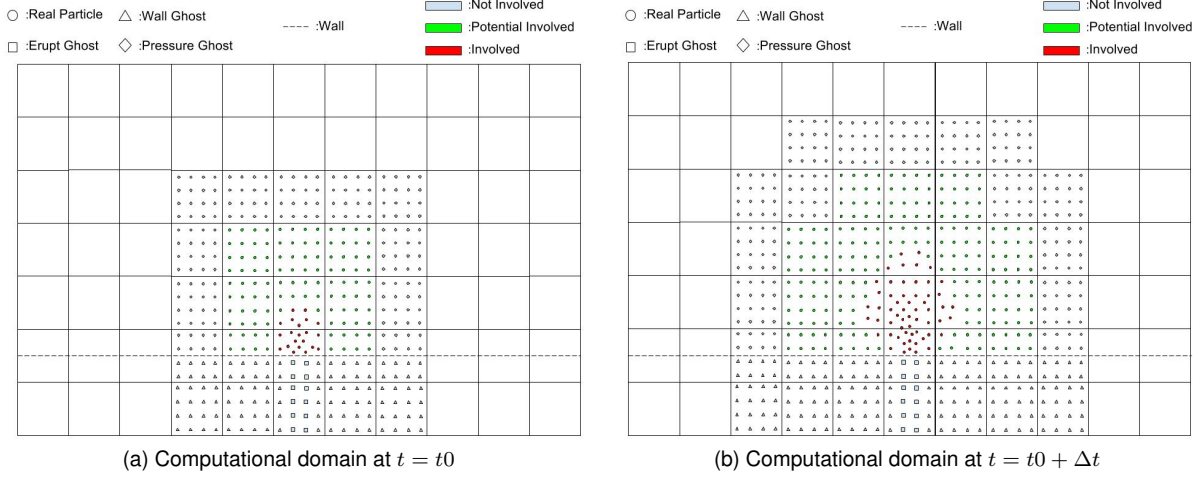 :Real Particle :Wall Ghost :Wall :Not Involved
:Potential Involved
:Erupt Ghost :Pressure Ghost :Involved
:Real Particle :Wall Ghost :Wall :Not Involved
:Potential Involved
:Erupt Ghost :Pressure Ghost :Involved
(a) Computational domain at t = t0
(b) Computational domain at t = t0 + Δt